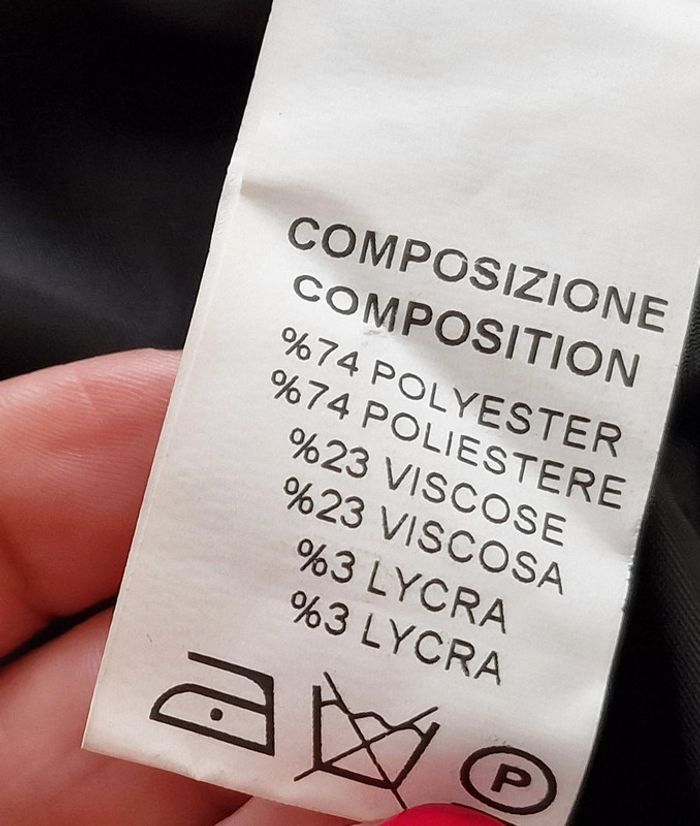 COMPOSIZIONE
COMPOSITION
%74 POLYESTER
%74 POLIESTERE
%23 VISCOSE
%23 VISCOSA
%3 LYCRA
%3 LYCRA
P